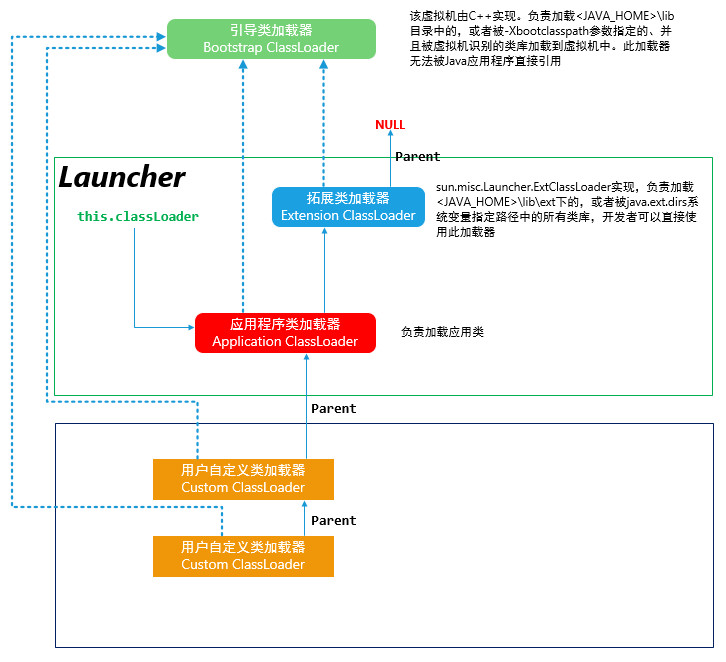 引导类加载器
Bootstrap ClassLoader
该虚拟机由C++实现。负责加载<JAVA_HOME>\lib
目录中的，或者被-Xbootclasspath参数指定的、并
且被虚拟机识别的类库加载到虚拟机中。此加载器
无法被Java应用程序直接引用
NULL
Parent
Launcher
this.classLoader
拓展类加载器
Extension ClassLoader
sun.misc.Launcher.ExtClassLoader实现，负责加载
<JAVA_HOME>\lib\ext下的，或者被java.ext.dirs系
统变量指定路径中的所有类库，开发者可以直接使
用此加载器
应用程序类加载器
Application ClassLoader
负责加载应用类
Parent
用户自定义类加载器
Custom ClassLoader
Parent
用户自定义类加载器
Custom ClassLoader